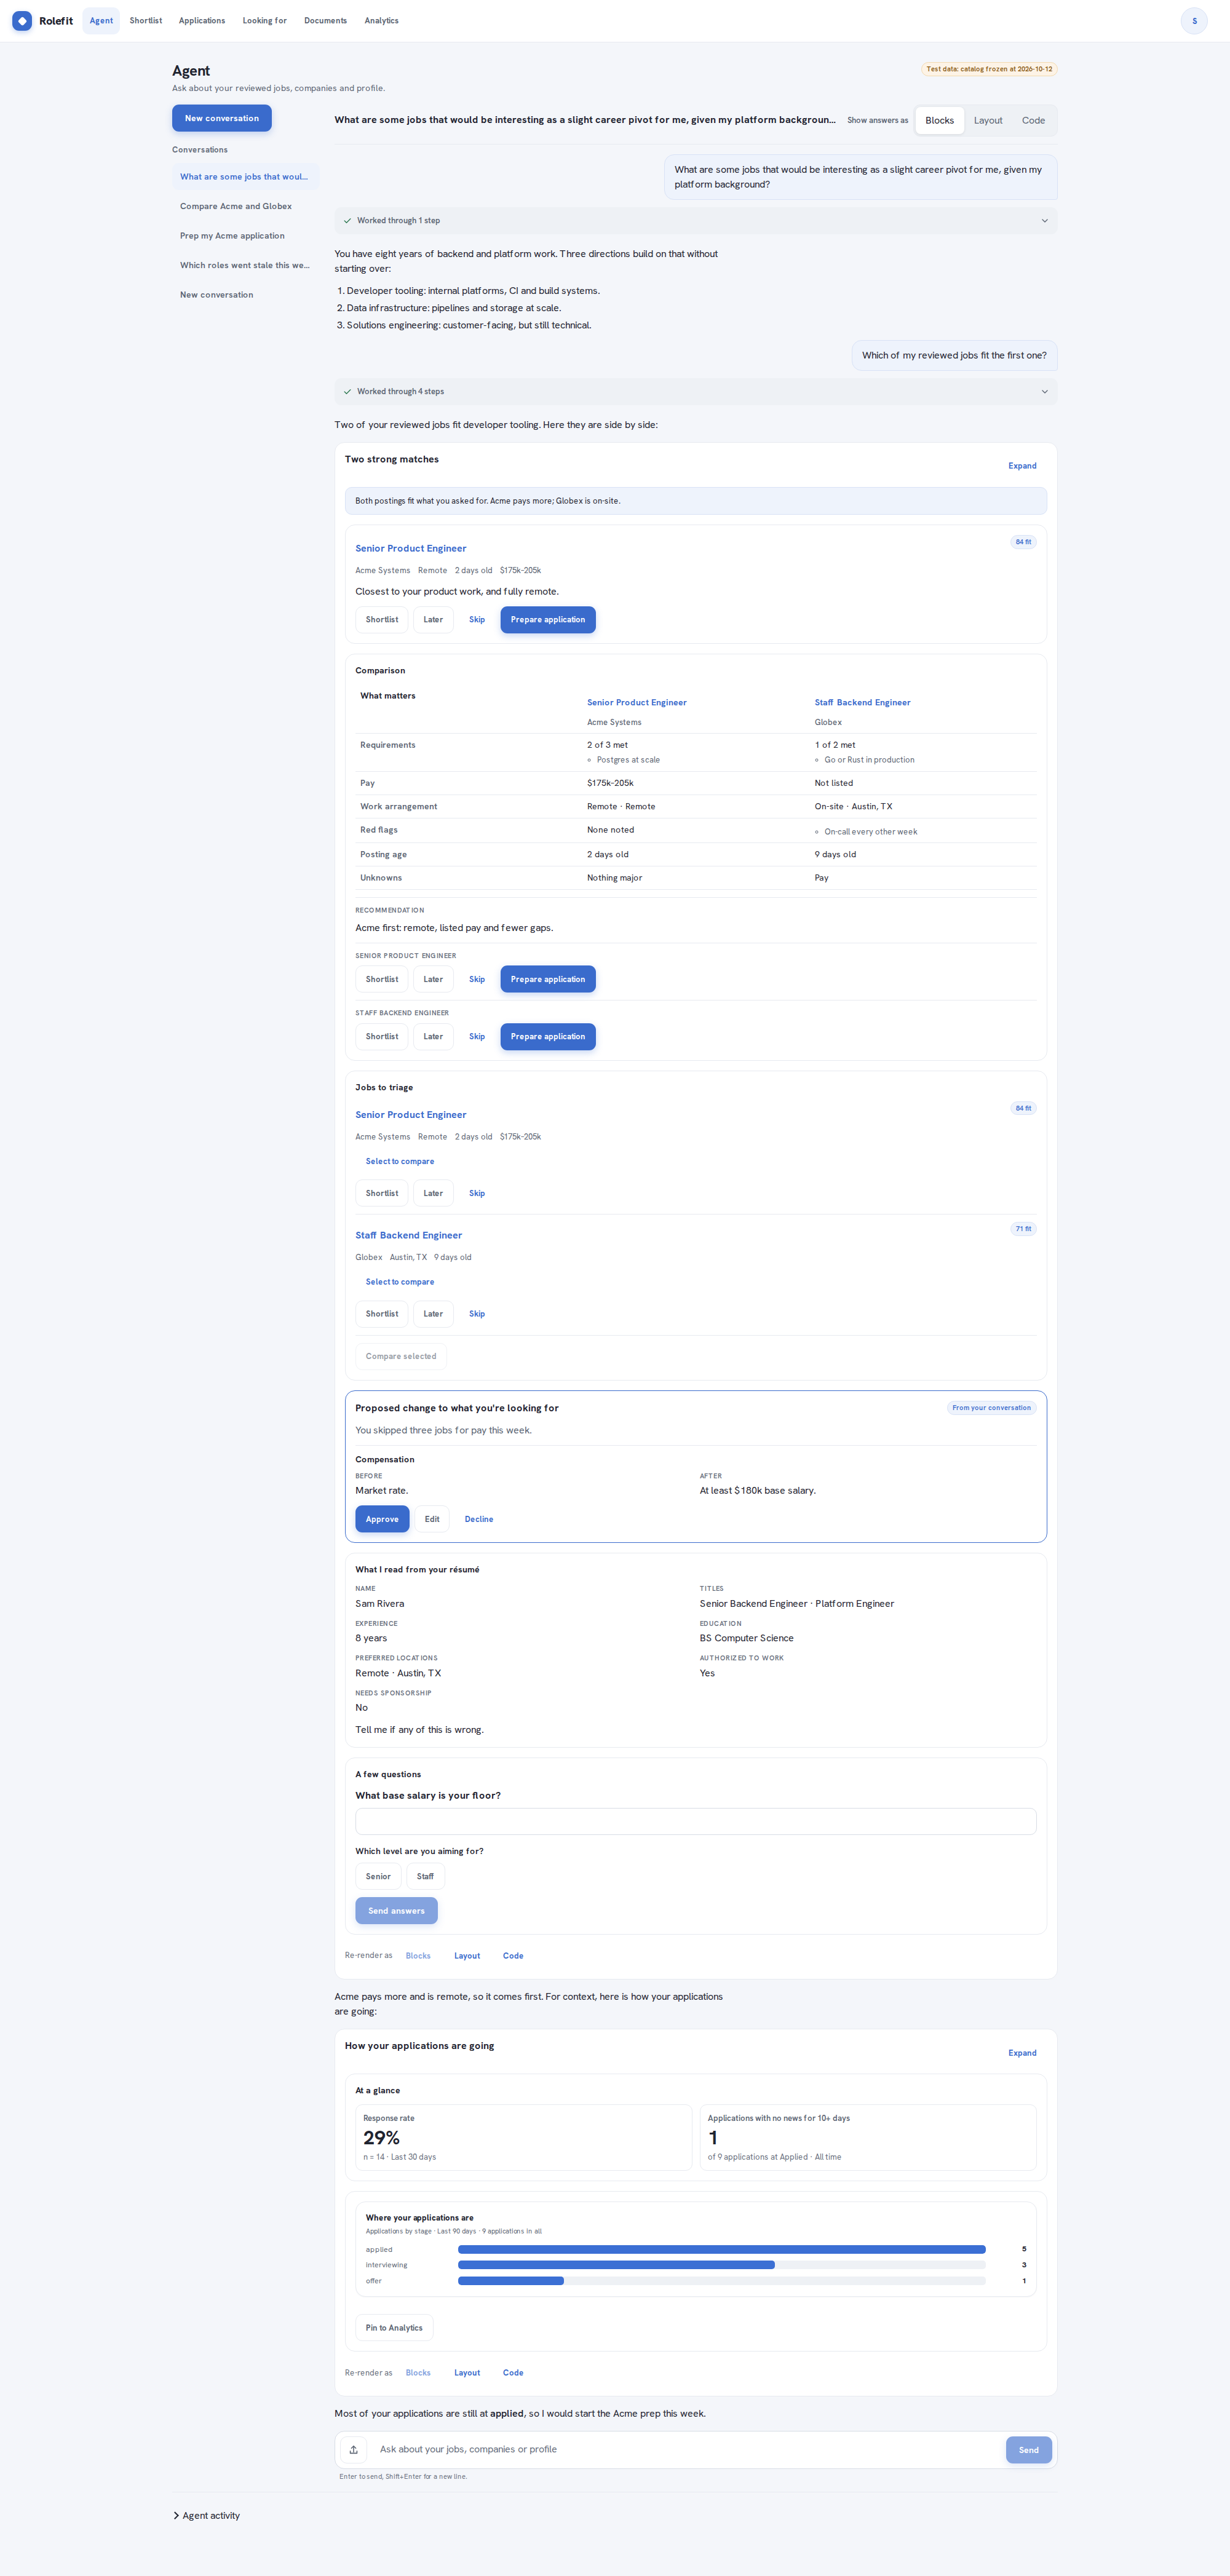 Rolefit
Agent
Shortlist
Applications
Looking for
Documents
Analytics
S
Agent
Test data: catalog frozen at 2026-10-12
Ask about your reviewed jobs, companies and profile.
New conversation
Conversations
What are some jobs that woul...
Compare Acme and Globex
Prep my Acme application
Which roles went stale this we...
New conversation
What are some jobs that would be interesting as a slight career pivot for me, given my platform backgroun...
Show answers as
Blocks
Layout
Code
What are some jobs that would be interesting as a slight career pivot for me, given my
platform background?
Worked through 1 step
You have eight years of backend and platform work. Three directions build on that without
starting over:
1. Developer tooling: internal platforms, CI and build systems.
2. Data infrastructure: pipelines and storage at scale.
3. Solutions engineering: customer-facing, but still technical.
Which of my reviewed jobs fit the first one?
Worked through 4 steps
Two of your reviewed jobs fit developer tooling. Here they are side by side:
Two strong matches
Expand
Both postings fit what you asked for. Acme pays more; Globex is on-site.
Senior Product Engineer
84 fit
Acme Systems Remote 2 days old $175k-205k
Closest to your product work, and fully remote.
Shortlist
Later
Skip
Prepare application
Comparison
What matters
Senior Product Engineer
Staff Backend Engineer
Acme Systems
Globex
Requirements
2 of 3 met
1 of 2 met
Postgres at scale
Go or Rust in production
Pay
$175k-205k
Not listed
Work arrangement
Remote · Remote
On-site · Austin, TX
Red flags
None noted
On-call every other week
Posting age
2 days old
9 days old
Unknowns
Nothing major
Pay
RECOMMENDATION
Acme first: remote, listed pay and fewer gaps.
SENIOR PRODUCT ENGINEER
Shortlist
Later
Skip
Prepare application
STAFF BACKEND ENGINEER
Shortlist
Later
Skip
Prepare application
Jobs to triage
Senior Product Engineer
84 fit
Acme Systems Remote 2 days old $175k-205k
Select to compare
Shortlist
Later
Skip
Staff Backend Engineer
71 fit
Globex Austin, TX 9 days old
Select to compare
Shortlist
Later
Skip
Compare selected
Proposed change to what you're looking for
From your conversation
You skipped three jobs for pay this week.
Compensation
BEFORE
AFTER
Market rate.
At least $180k base salary.
Approve
Edit
Decline
What I read from your résumé
NAME
TITLES
Sam Rivera
Senior Backend Engineer · Platform Engineer
EXPERIENCE
EDUCATION
8 years
BS Computer Science
PREFERRED LOCATIONS
AUTHORIZED TO WORK
Remote · Austin, TX
Yes
NEEDS SPONSORSHIP
No
Tell me if any of this is wrong.
A few questions
What base salary is your floor?
Which level are you aiming for?
Senior
Staff
Send answers
Re-render as
Blocks
Layout
Code
Acme pays more and is remote, so it comes first. For context, here is how your applications
are going:
How your applications are going
Expand
At a glance
Response rate
Applications with no news for 10+ days
29%
1
n = 14 · Last 30 days
of 9 applications at Applied · All time
Where your applications are
Applications by stage · Last 90 days · 9 applications in all
applied
5
interviewing
3
offer
1
Pin to Analytics
Re-render as
Blocks
Layout
Code
Most of your applications are still at applied, so I would start the Acme prep this week.
Ask about your jobs, companies or profile
Send
Enter to send, Shift+Enter for a new line.
Agent activity